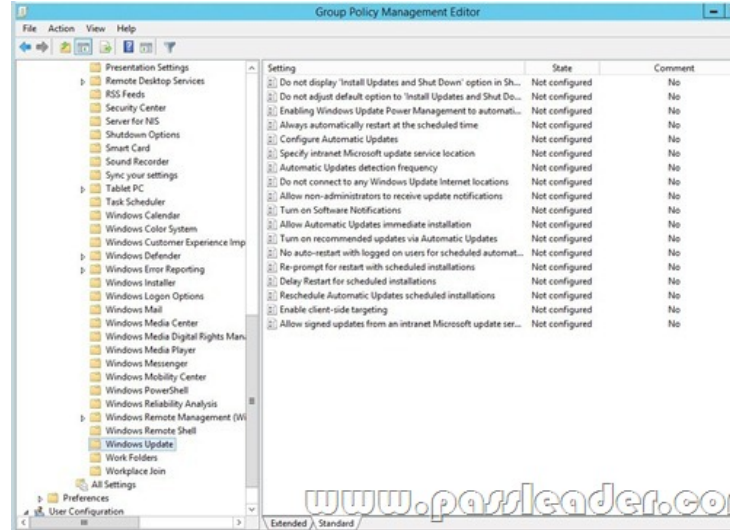 Group Policy Management Editor
File Action View Help
Presentation Settings
Remote Desktop Services
RSS Feeds
Security Center
Server for NIS
Shutdown Options
Smart Card
Sound Recorder
Sync your settings
Tablet PC
Task Scheduler
Windows Calendar
Windows Color System
Windows Customer Experience Imp
Windows Defender
Windows Error Reporting
Windows Installer
Windows Logon Options
Windows Mail
Windows Media Center
Windows Media Digital Rights Man
Windows Media Player
Windows Messenger
Windows Mobility Center
Windows PowerShell
Windows Reliability Analysis
Windows Remote Management (Wi
Windows Remote Shell
Windows Update
Work Folders
Workplace Join
All Settings
Preferences
User Configuration
Setting State Comment
Do not display 'Install Updates and Shut Down' option in Sh... Not configured No
Do not adjust default option to 'Install Updates and Shut Do... Not configured No
Enabling Windows Update Power Management to automati... Not configured No
Always automatically restart at the scheduled time Not configured No
Configure Automatic Updates Not configured No
Specify intranet Microsoft update service location Not configured No
Automatic Updates detection frequency Not configured No
Do not connect to any Windows Update Internet locations Not configured No
Allow non-administrators to receive update notifications Not configured No
Turn on Software Notifications Not configured No
Allow Automatic Updates immediate installation Not configured No
Turn on recommended updates via Automatic Updates Not configured No
No auto-restart with logged on users for scheduled automat... Not configured No
Re-prompt for restart with scheduled installations Not configured No
Delay Restart for scheduled installations Not configured No
Reschedule Automatic Updates scheduled installations Not configured No
Enable client-side targeting Not configured No
Allow signed updates from an intranet Microsoft update ser... Not configured No
Extended Standard
www.passleader.com